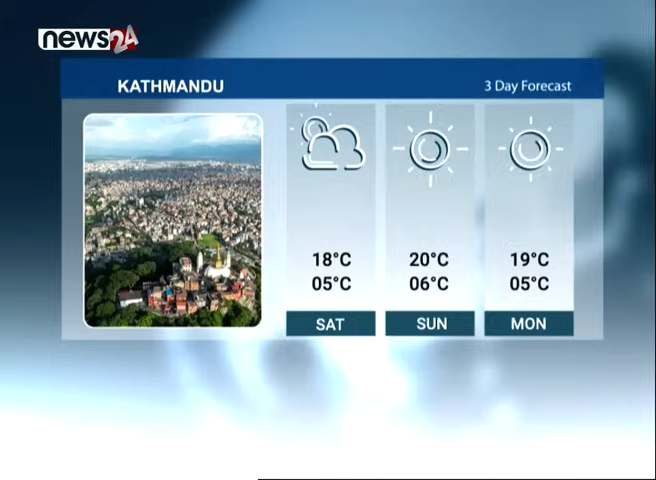 news24
KATHMANDU
3 Day Forecast
18°C
05°C
SAT
20°C
06°C
SUN
19°C
05°C
MON